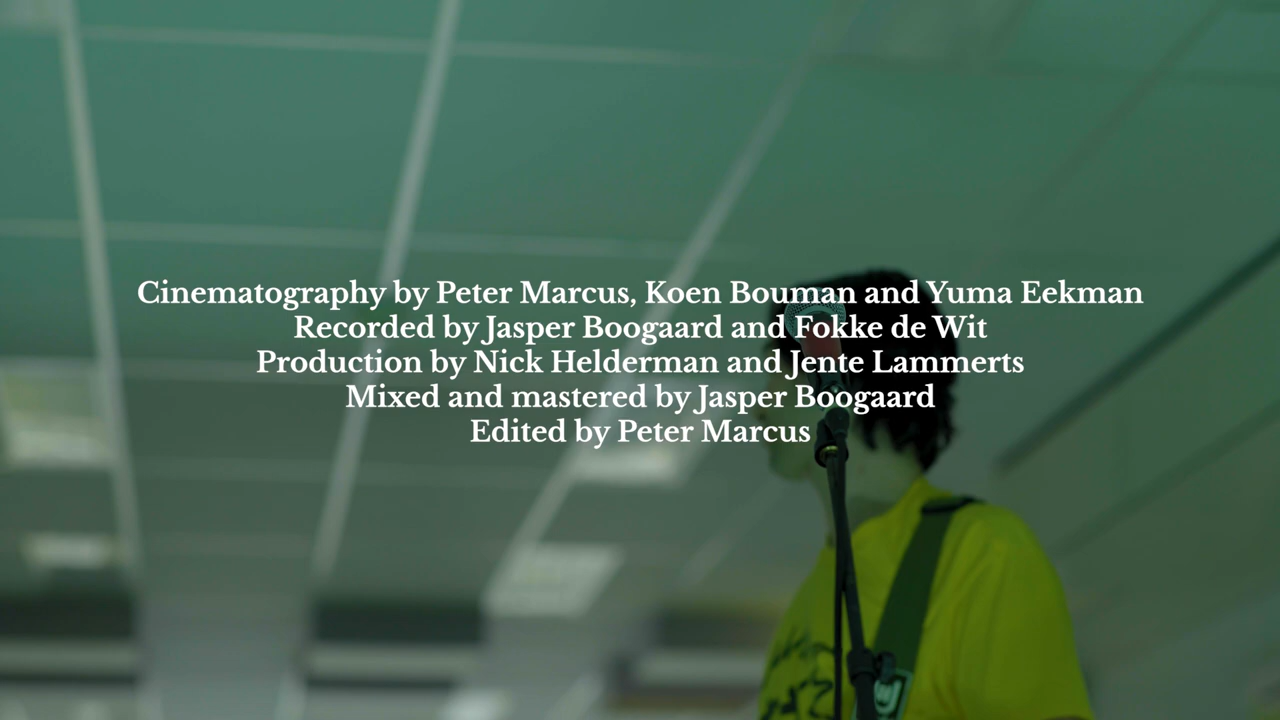 Cinematography by Peter Marcus, Koen Bouman and Yuma Eekman
Recorded by Jasper Boogaard and Fokke de Wit
Production by Nick Helderman and Jente Lammerts
Mixed and mastered by Jasper Boogaard
Edited by Peter Marcus